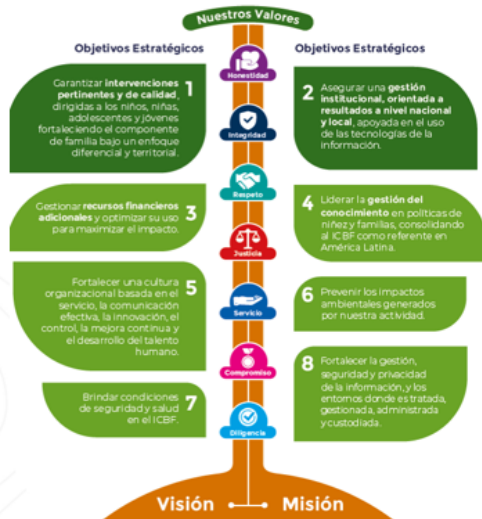 Nuestros Valores
Objetivos Estratégicos
Objetivos Estratégicos
Honestidad
1
Garantizar intervenciones
pertinentes y de calidad,
dirigidas a los niños, niñas,
adolescentes y jóvenes
fortaleciendo el componente
de familia bajo un enfoque
diferencial y territorial.
2
Asegurar una gestión
institucional, orientada a
resultados a nivel nacional
y local, apoyada en el uso
de las tecnologías de la
información.
Integridad
Respeto
3
Gestionar recursos financieros
adicionales y optimizar su uso
para maximizar el impacto.
4
Liderar la gestión del
conocimiento en políticas de
niñez y familias, consolidando
al ICBF como referente en
América Latina.
Justicia
5
Fortalecer una cultura
organizacional basada en el
servicio, la comunicación
efectiva, la innovación, el
control, la mejora continua y
el desarrollo del talento
humano.
6
Prevenir los impactos
ambientales generados
por nuestra actividad.
Servicio
Compromiso
7
Brindar condiciones
de seguridad y salud
en el ICBF.
8
Fortalecer la gestión,
seguridad y privacidad
de la información, y los
entornos donde es tratada,
gestionada, administrada
y custodiada.
Diligencia
Visión
Misión